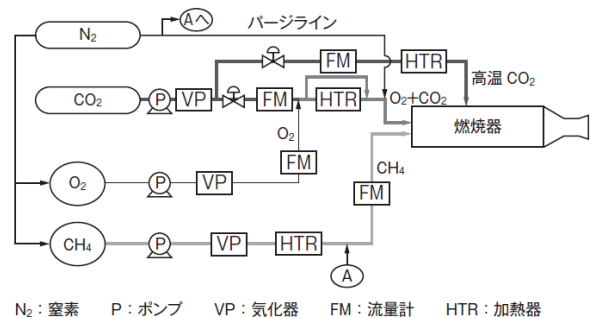 N₂
Aへ
パージライン
FM
HTR
高温 CO₂
CO₂
P
VP
FM
HTR
O₂+CO₂
燃焼器
O₂
FM
CH₄
O₂
P
VP
FM
CH₄
P
VP
HTR
A
N₂：窒素 P：ポンプ VP：気化器 FM：流量計 HTR：加熱器